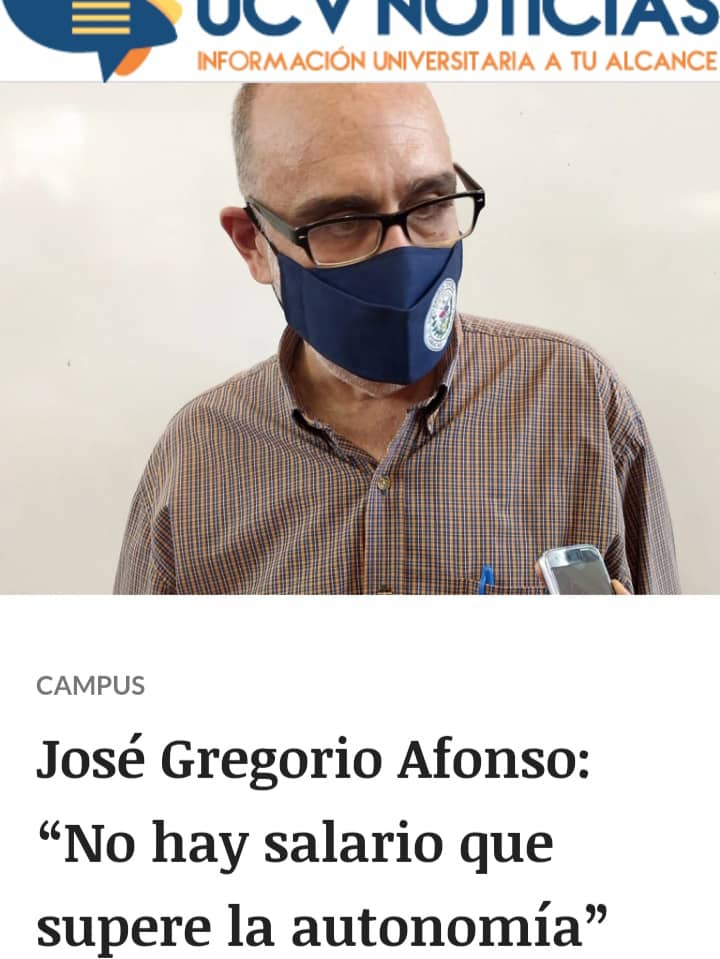 UCV NOTICIAS
INFORMACIÓN UNIVERSITARIA A TU ALCANCE
CAMPUS
José Gregorio Afonso:
“No hay salario que
supere la autonomía”